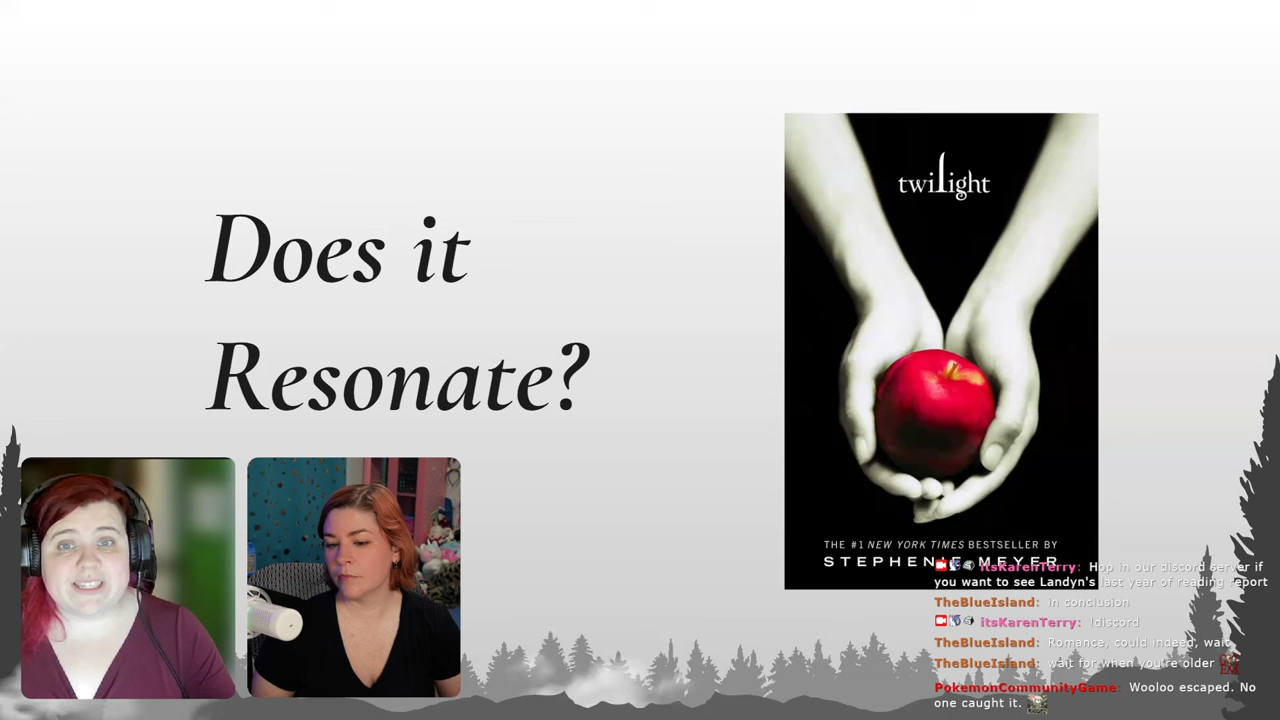 Does it
Resonate?
twilight
THE #1 NEW YORK TIMES BESTSELLER BY
STEPHENIE MEYER
itsKarenTerry: Hop in our discord server if
you want to see Landyn's last year of reading report
TheBlueIsland: in conclusion
itsKarenTerry: !discord
TheBlueIsland: Romance, could indeed, wait
TheBlueIsland: wait for when you're older
PokemonCommunityGame: Wooloo escaped. No
one caught it.